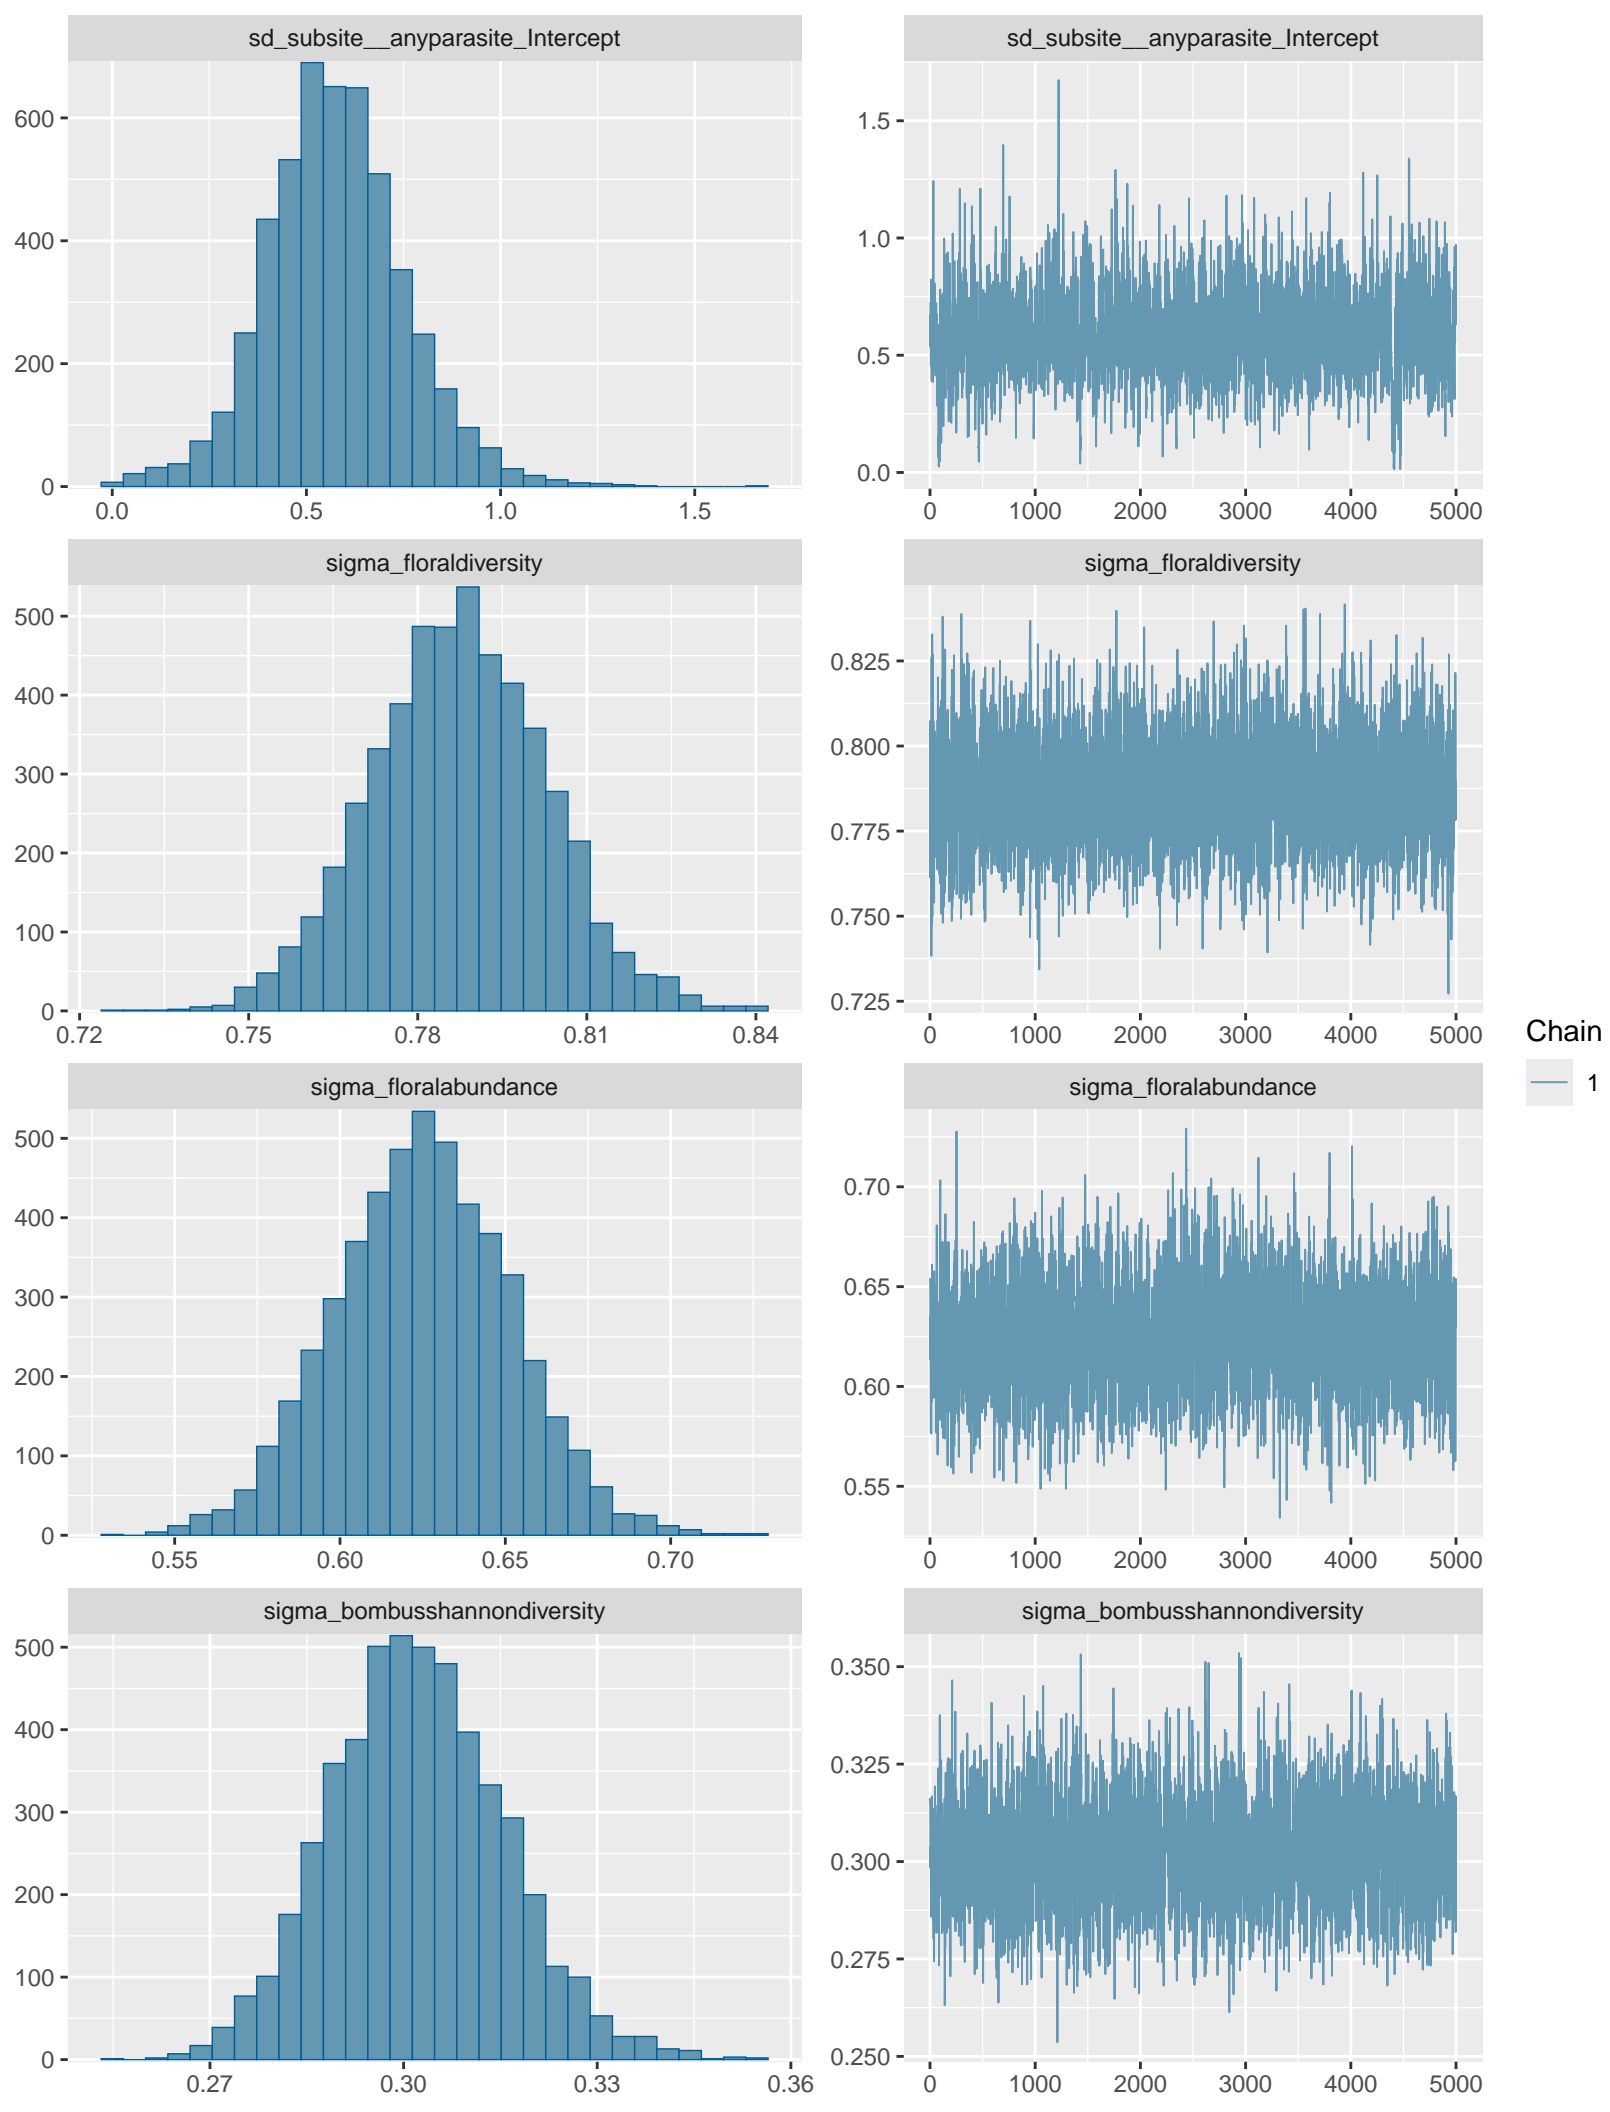 sd_subsite__anyparasite_Intercept
sd_subsite__anyparasite_Intercept
600
400
200
0
0.0 0.5 1.0 1.5
1.5
1.0
0.5
0.0
0 1000 2000 3000 4000 5000
sigma_floraldiversity
sigma_floraldiversity
500
400
300
200
100
0
0.72 0.75 0.78 0.81 0.84
0.825
0.800
0.775
0.750
0.725
0 1000 2000 3000 4000 5000
Chain
1
sigma_floralabundance
sigma_floralabundance
500
400
300
200
100
0
0.55 0.60 0.65 0.70
0.70
0.65
0.60
0.55
0 1000 2000 3000 4000 5000
sigma_bombusshannondiversity
sigma_bombusshannondiversity
500
400
300
200
100
0
0.27 0.30 0.33 0.36
0.350
0.325
0.300
0.275
0.250
0 1000 2000 3000 4000 5000